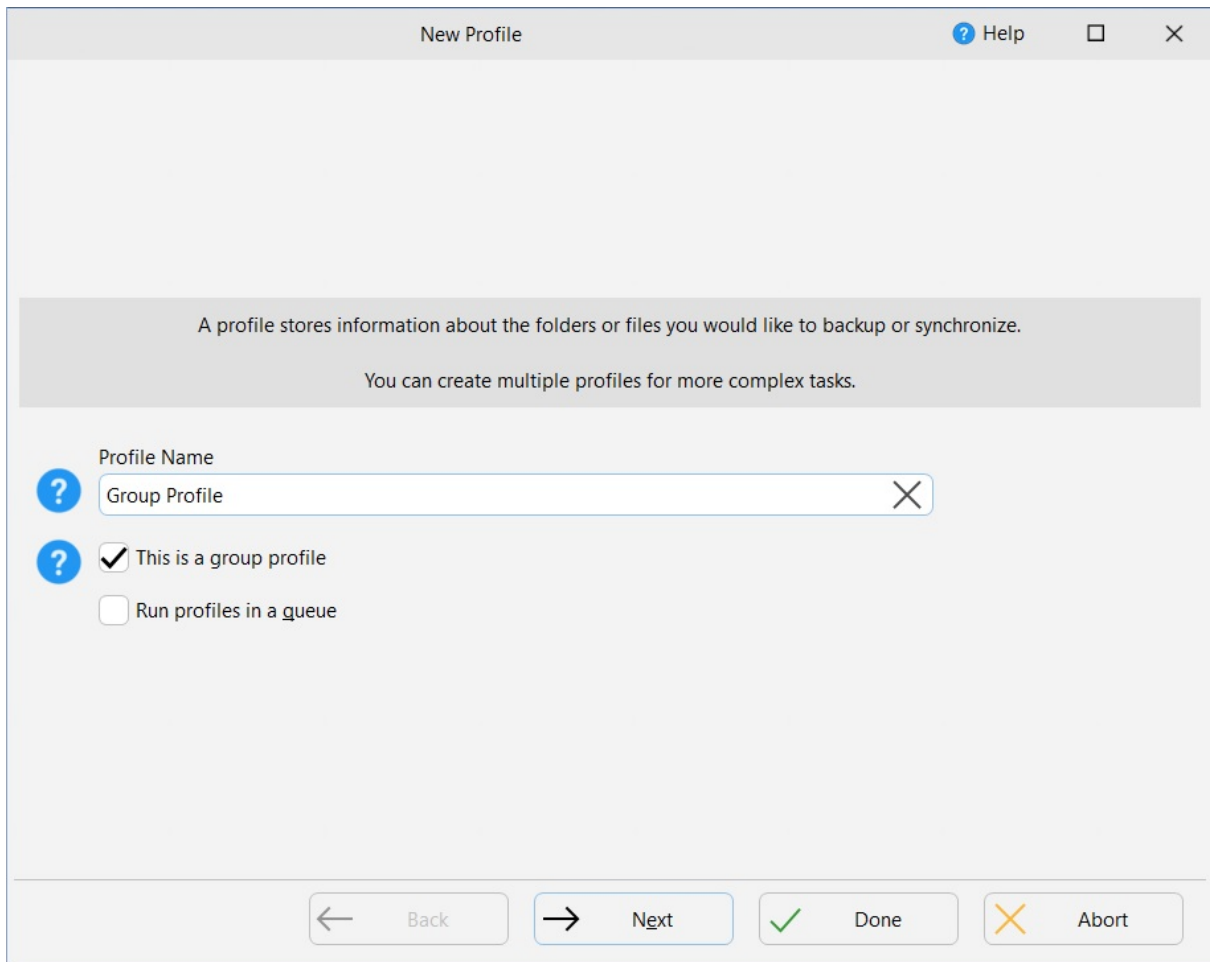 New Profile
Help
A profile stores information about the folders or files you would like to backup or synchronize.
You can create multiple profiles for more complex tasks.
Profile Name
Group Profile
This is a group profile
Run profiles in a queue
Back
Next
Done
Abort